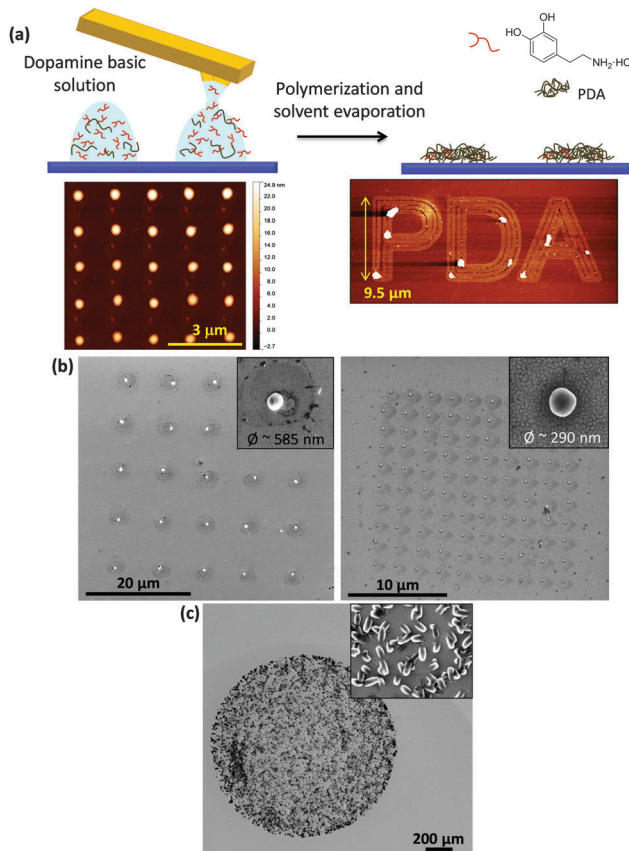 (a)
Dopamine basic
solution
Polymerization and
solvent evaporation
HO
OH
NH₂·HCl
PDA
24.9 nm
22.0
20.0
18.0
16.0
14.0
12.0
10.0
8.0
6.0
4.0
2.0
0.0
-2.7
3 µm
PDA
9.5 µm
(b)
Ø ~ 585 nm
20 µm
Ø ~ 290 nm
10 µm
(c)
200 µm